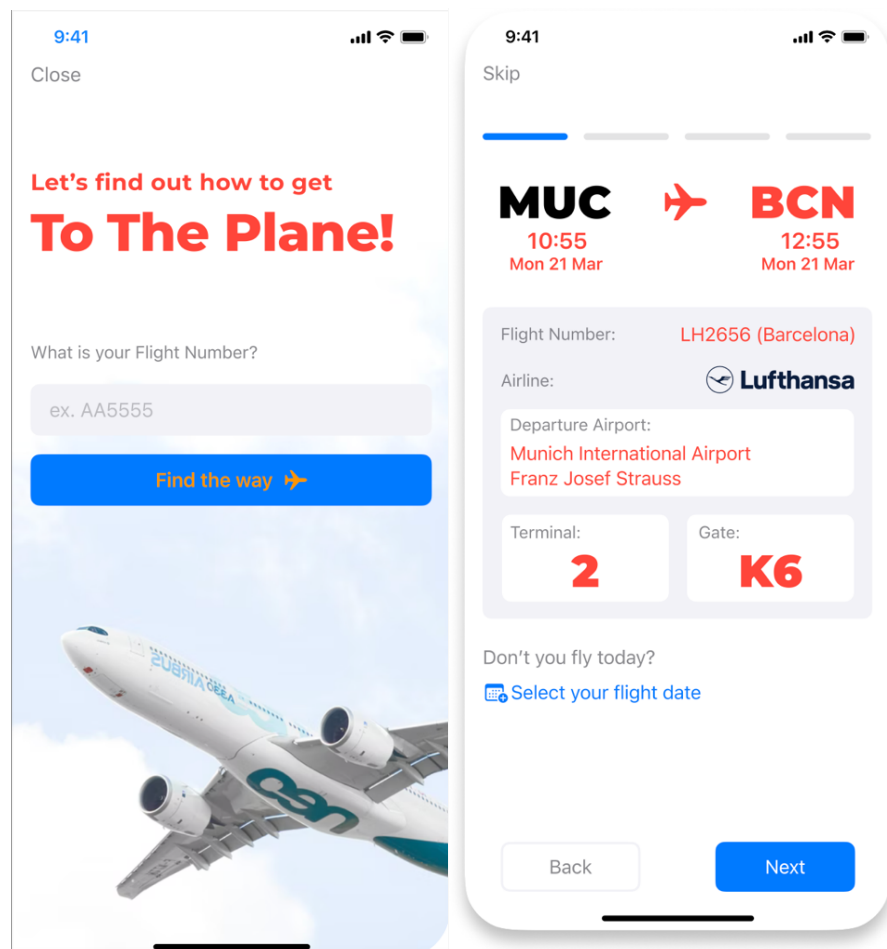 9:41
Close
Let's find out how to get
To The Plane!
What is your Flight Number?
ex. AA5555
Find the way
AIRBUS
A330
neo
9:41
Skip
MUC
BCN
10:55
12:55
Mon 21 Mar
Mon 21 Mar
Flight Number:
LH2656 (Barcelona)
Airline:
Lufthansa
Departure Airport:
Munich International Airport
Franz Josef Strauss
Terminal:
Gate:
2
K6
Don't you fly today?
Select your flight date
Back
Next